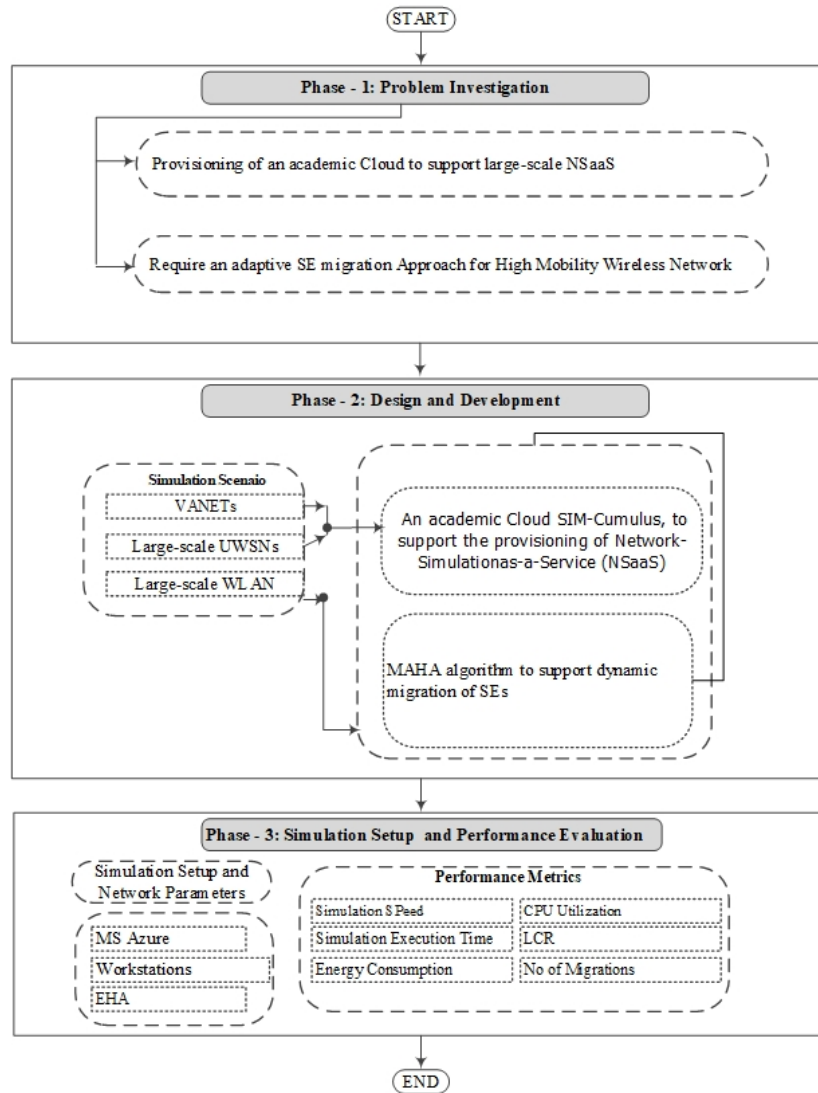 START
Phase - 1: Problem Investigation
Provisioning of an academic Cloud to support large-scale NSaaS
Require an adaptive SE migration Approach for High Mobility Wireless Network
Phase - 2: Design and Development
Simulation Scenaio
VANETs
Large-scale UWSNs
Large-scale WLAN
An academic Cloud SIM-Cumulus, to
support the provisioning of Network-
Simulationas-a-Service (NSaaS)
MAHA algorithm to support dynamic
migration of SEs
Phase - 3: Simulation Setup and Performance Evaluation
Simulation Setup and
Network Parameters
MS Azure
Workstations
EHA
Performance Metrics
Simulation SPeed
CPU Utilization
Simulation Execution Time
LCR
Energy Consumption
No of Migrations
END